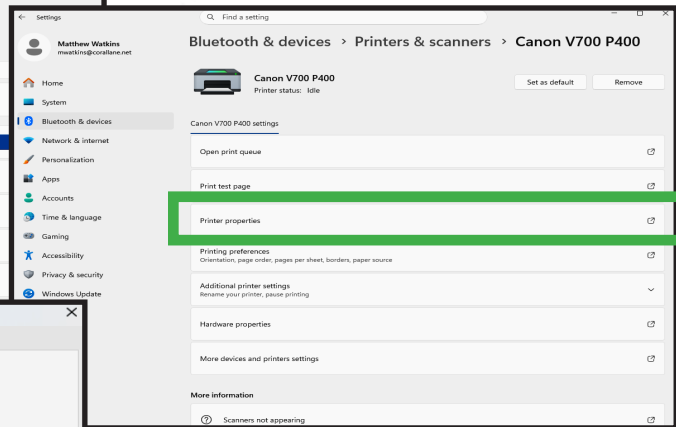 Settings
Find a setting
Matthew Watkins
mwatkins@corallane.net
Home
System
Bluetooth & devices
Network & internet
Personalization
Apps
Accounts
Time & language
Gaming
Accessibility
Privacy & security
Windows Update
Bluetooth & devices > Printers & scanners > Canon V700 P400
Canon V700 P400
Printer status: Idle
Set as default
Remove
Canon V700 P400 settings
Open print queue
Print test page
Printer properties
Printing preferences
Orientation, page order, pages per sheet, borders, paper source
Additional printer settings
Rename your printer, pause printing
Hardware properties
More devices and printers settings
More information
Scanners not appearing